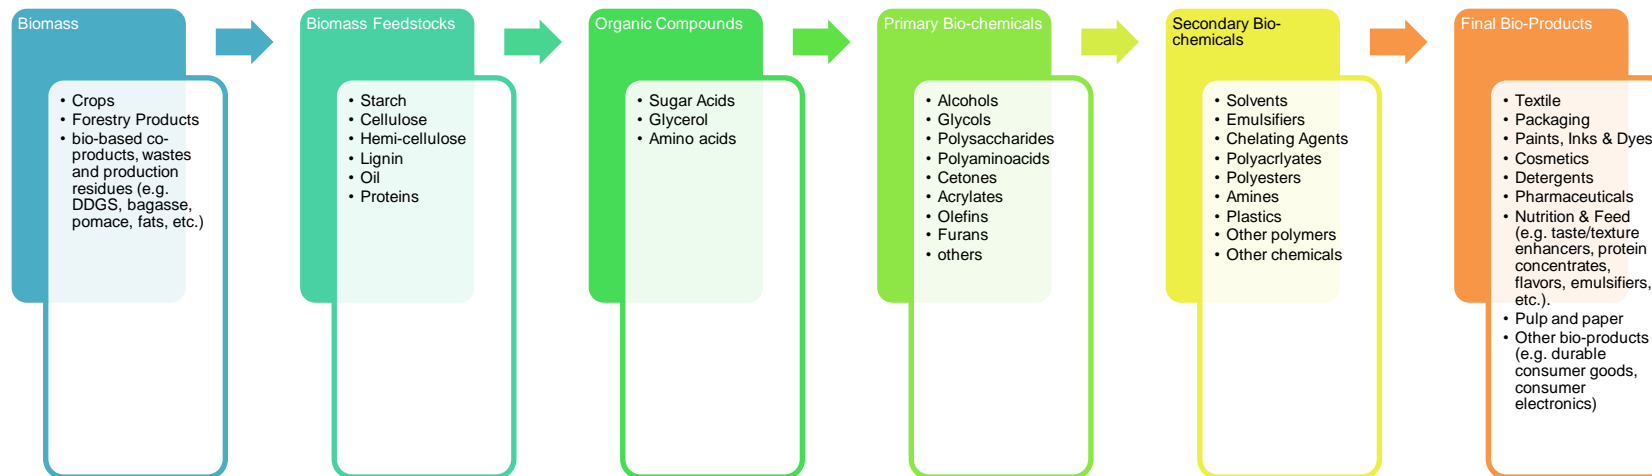 Biomass
• Crops
• Forestry Products
• bio-based co-
products, wastes
and production
residues (e.g.
DDGS, bagasse,
pomace, fats, etc.)
Biomass Feedstocks
• Starch
• Cellulose
• Hemi-cellulose
• Lignin
• Oil
• Proteins
Organic Compounds
• Sugar Acids
• Glycerol
• Amino acids
Primary Bio-chemicals
• Alcohols
• Glycols
• Polysaccharides
• Polyaminoacids
• Cetones
• Acrylates
• Olefins
• Furans
• others
Secondary Bio-
chemicals
• Solvents
• Emulsifiers
• Chelating Agents
• Polyacrlyates
• Polyesters
• Amines
• Plastics
• Other polymers
• Other chemicals
Final Bio-Products
• Textile
• Packaging
• Paints, Inks & Dyes
• Cosmetics
• Detergents
• Pharmaceuticals
• Nutrition & Feed
(e.g. taste/texture
enhancers, protein
concentrates,
flavors, emulsifiers,
etc.).
• Pulp and paper
• Other bio-products
(e.g. durable
consumer goods,
consumer
electronics)